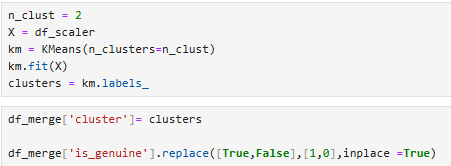 n_clust = 2
X = df_scaler
km = KMeans(n_clusters=n_clust)
km.fit(X)
clusters = km.labels_
df_merge['cluster']= clusters
df_merge['is_genuine'].replace([True,False],[1,0],inplace =True)